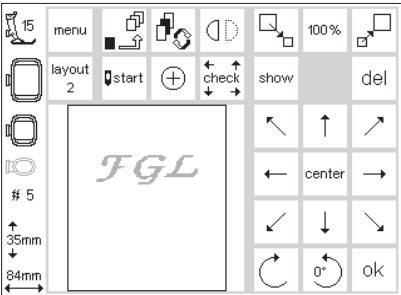 15 menu 100%
layout 2 start check show del
FGL
center
# 5
35mm
84mm 0° ok